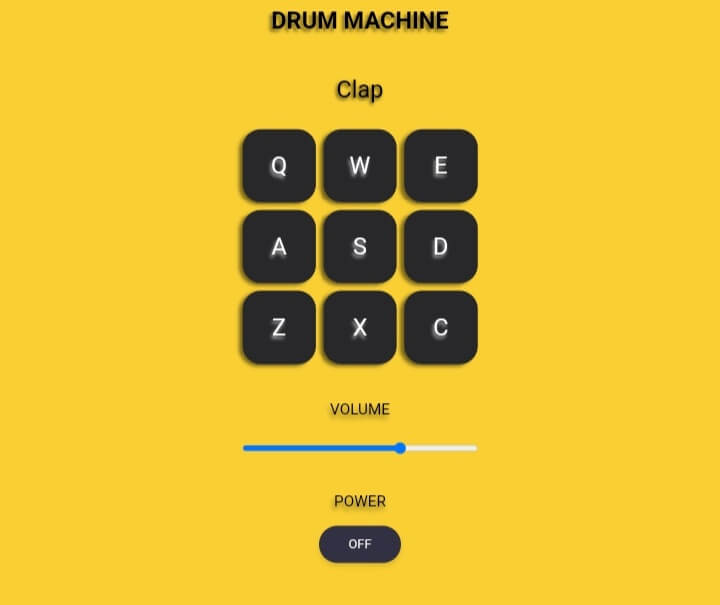 DRUM MACHINE
Clap
Q W E
A S D
Z X C
VOLUME
POWER
OFF